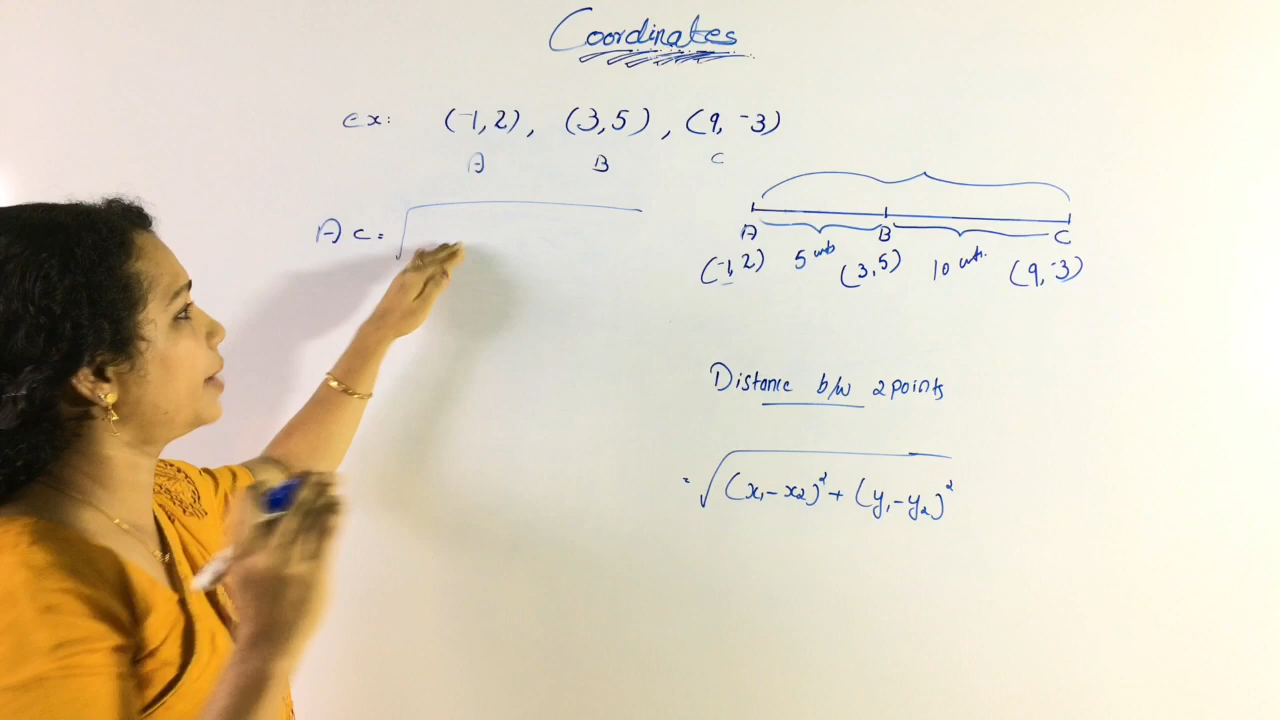 Coordinates
ex: (-1, 2), (3, 5), (9, -3)
A B C
AC = √
A B C
(-1, 2) 5 units (3, 5) 10 units. (9, -3)
Distance b/w 2 points
= √(x₁ - x₂)² + (y₁ - y₂)²